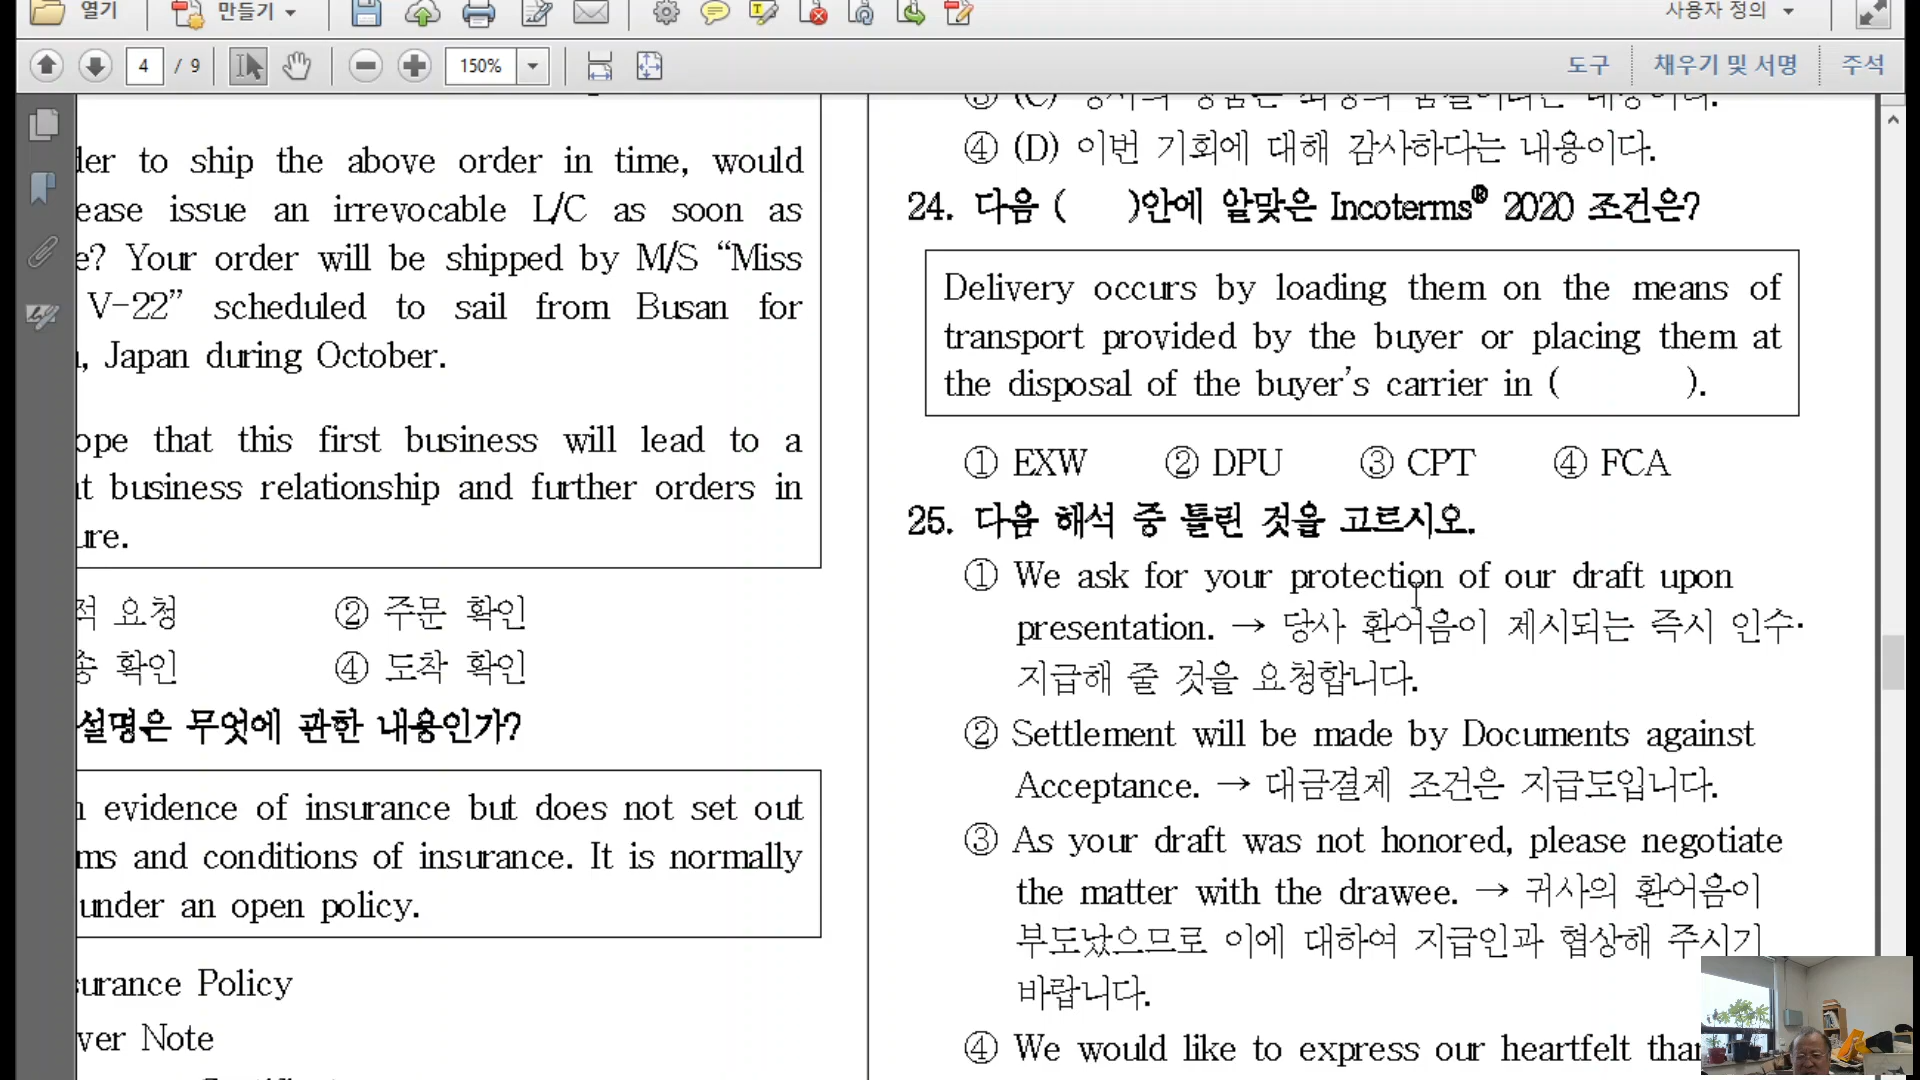 열기
만들기
사용자 정의
4 / 9
150%
도구
채우기 및 서명
주석
to ship the above order in time, would
issue an irrevocable L/C as soon as
e? Your order will be shipped by M/S “Miss
V-22” scheduled to sail from Busan for
, Japan during October.
ope that this first business will lead to a
t business relationship and further orders in
ure.
적 요청 ② 주문 확인
송 확인 ④ 도착 확인
설명은 무엇에 관한 내용인가?
evidence of insurance but does not set out
ms and conditions of insurance. It is normally
under an open policy.
surance Policy
ver Note
④ (D) 이번 기회에 대해 감사하다는 내용이다.
24. 다음 ( )안에 알맞은 Incoterms® 2020 조건은?
Delivery occurs by loading them on the means of
transport provided by the buyer or placing them at
the disposal of the buyer’s carrier in ( ).
① EXW ② DPU ③ CPT ④ FCA
25. 다음 해석 중 틀린 것을 고르시오.
① We ask for your protection of our draft upon
presentation. → 당사 환어음이 제시되는 즉시 인수·
지급해 줄 것을 요청합니다.
② Settlement will be made by Documents against
Acceptance. → 대금결제 조건은 지급도입니다.
③ As your draft was not honored, please negotiate
the matter with the drawee. → 귀사의 환어음이
부도났으므로 이에 대하여 지급인과 협상해 주시기
바랍니다.
④ We would like to express our heartfelt